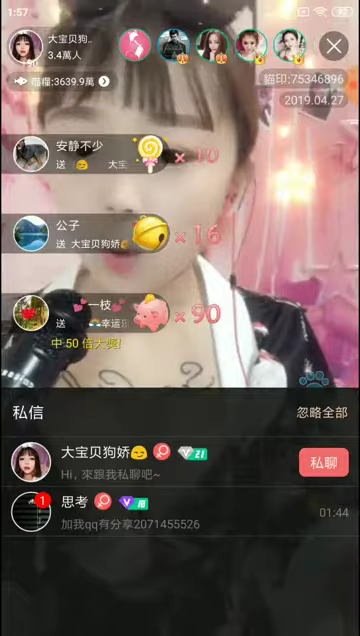 1:57
大宝贝狗..
3.4萬人
貓糧:3639.9萬
貓印:75346896
2019.04.27
安静不少
送 大宝
× 10
公子
送 大宝贝狗娇
× 16
一枝
送 幸运
× 90
中 50 倍大獎!
私信
忽略全部
大宝贝狗娇 21
Hi, 來跟我私聊吧~
私聊
1
思考 18
加我qq有分享2071455526
01:44